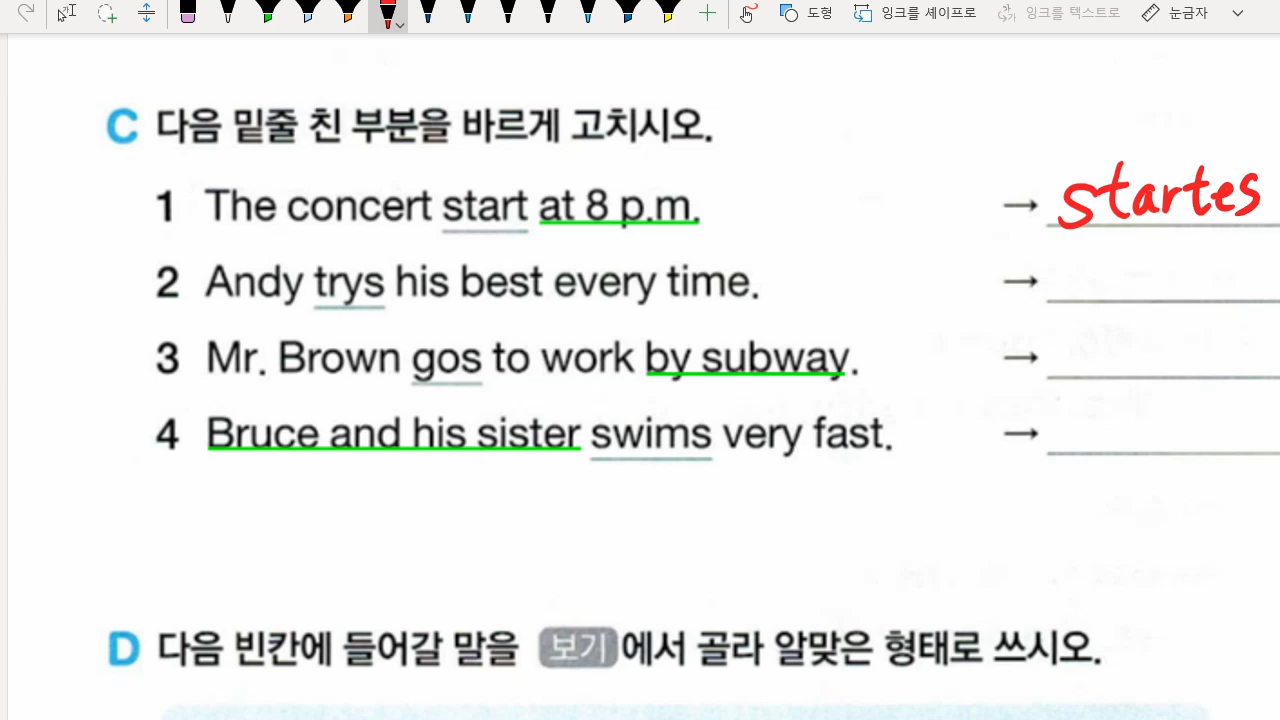 도형 잉크를 셰이프로 잉크를 텍스트로 눈금자
C 다음 밑줄 친 부분을 바르게 고치시오.
1 The concert start at 8 p.m. → startes
2 Andy trys his best every time. →
3 Mr. Brown gos to work by subway. →
4 Bruce and his sister swims very fast. →
D 다음 빈칸에 들어갈 말을 보기에서 골라 알맞은 형태로 쓰시오.